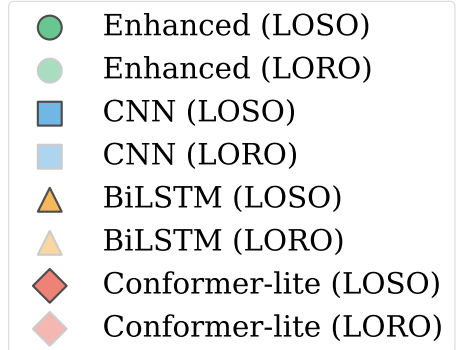 Enhanced (LOSO)
Enhanced (LORO)
CNN (LOSO)
CNN (LORO)
BiLSTM (LOSO)
BiLSTM (LORO)
Conformer-lite (LOSO)
Conformer-lite (LORO)